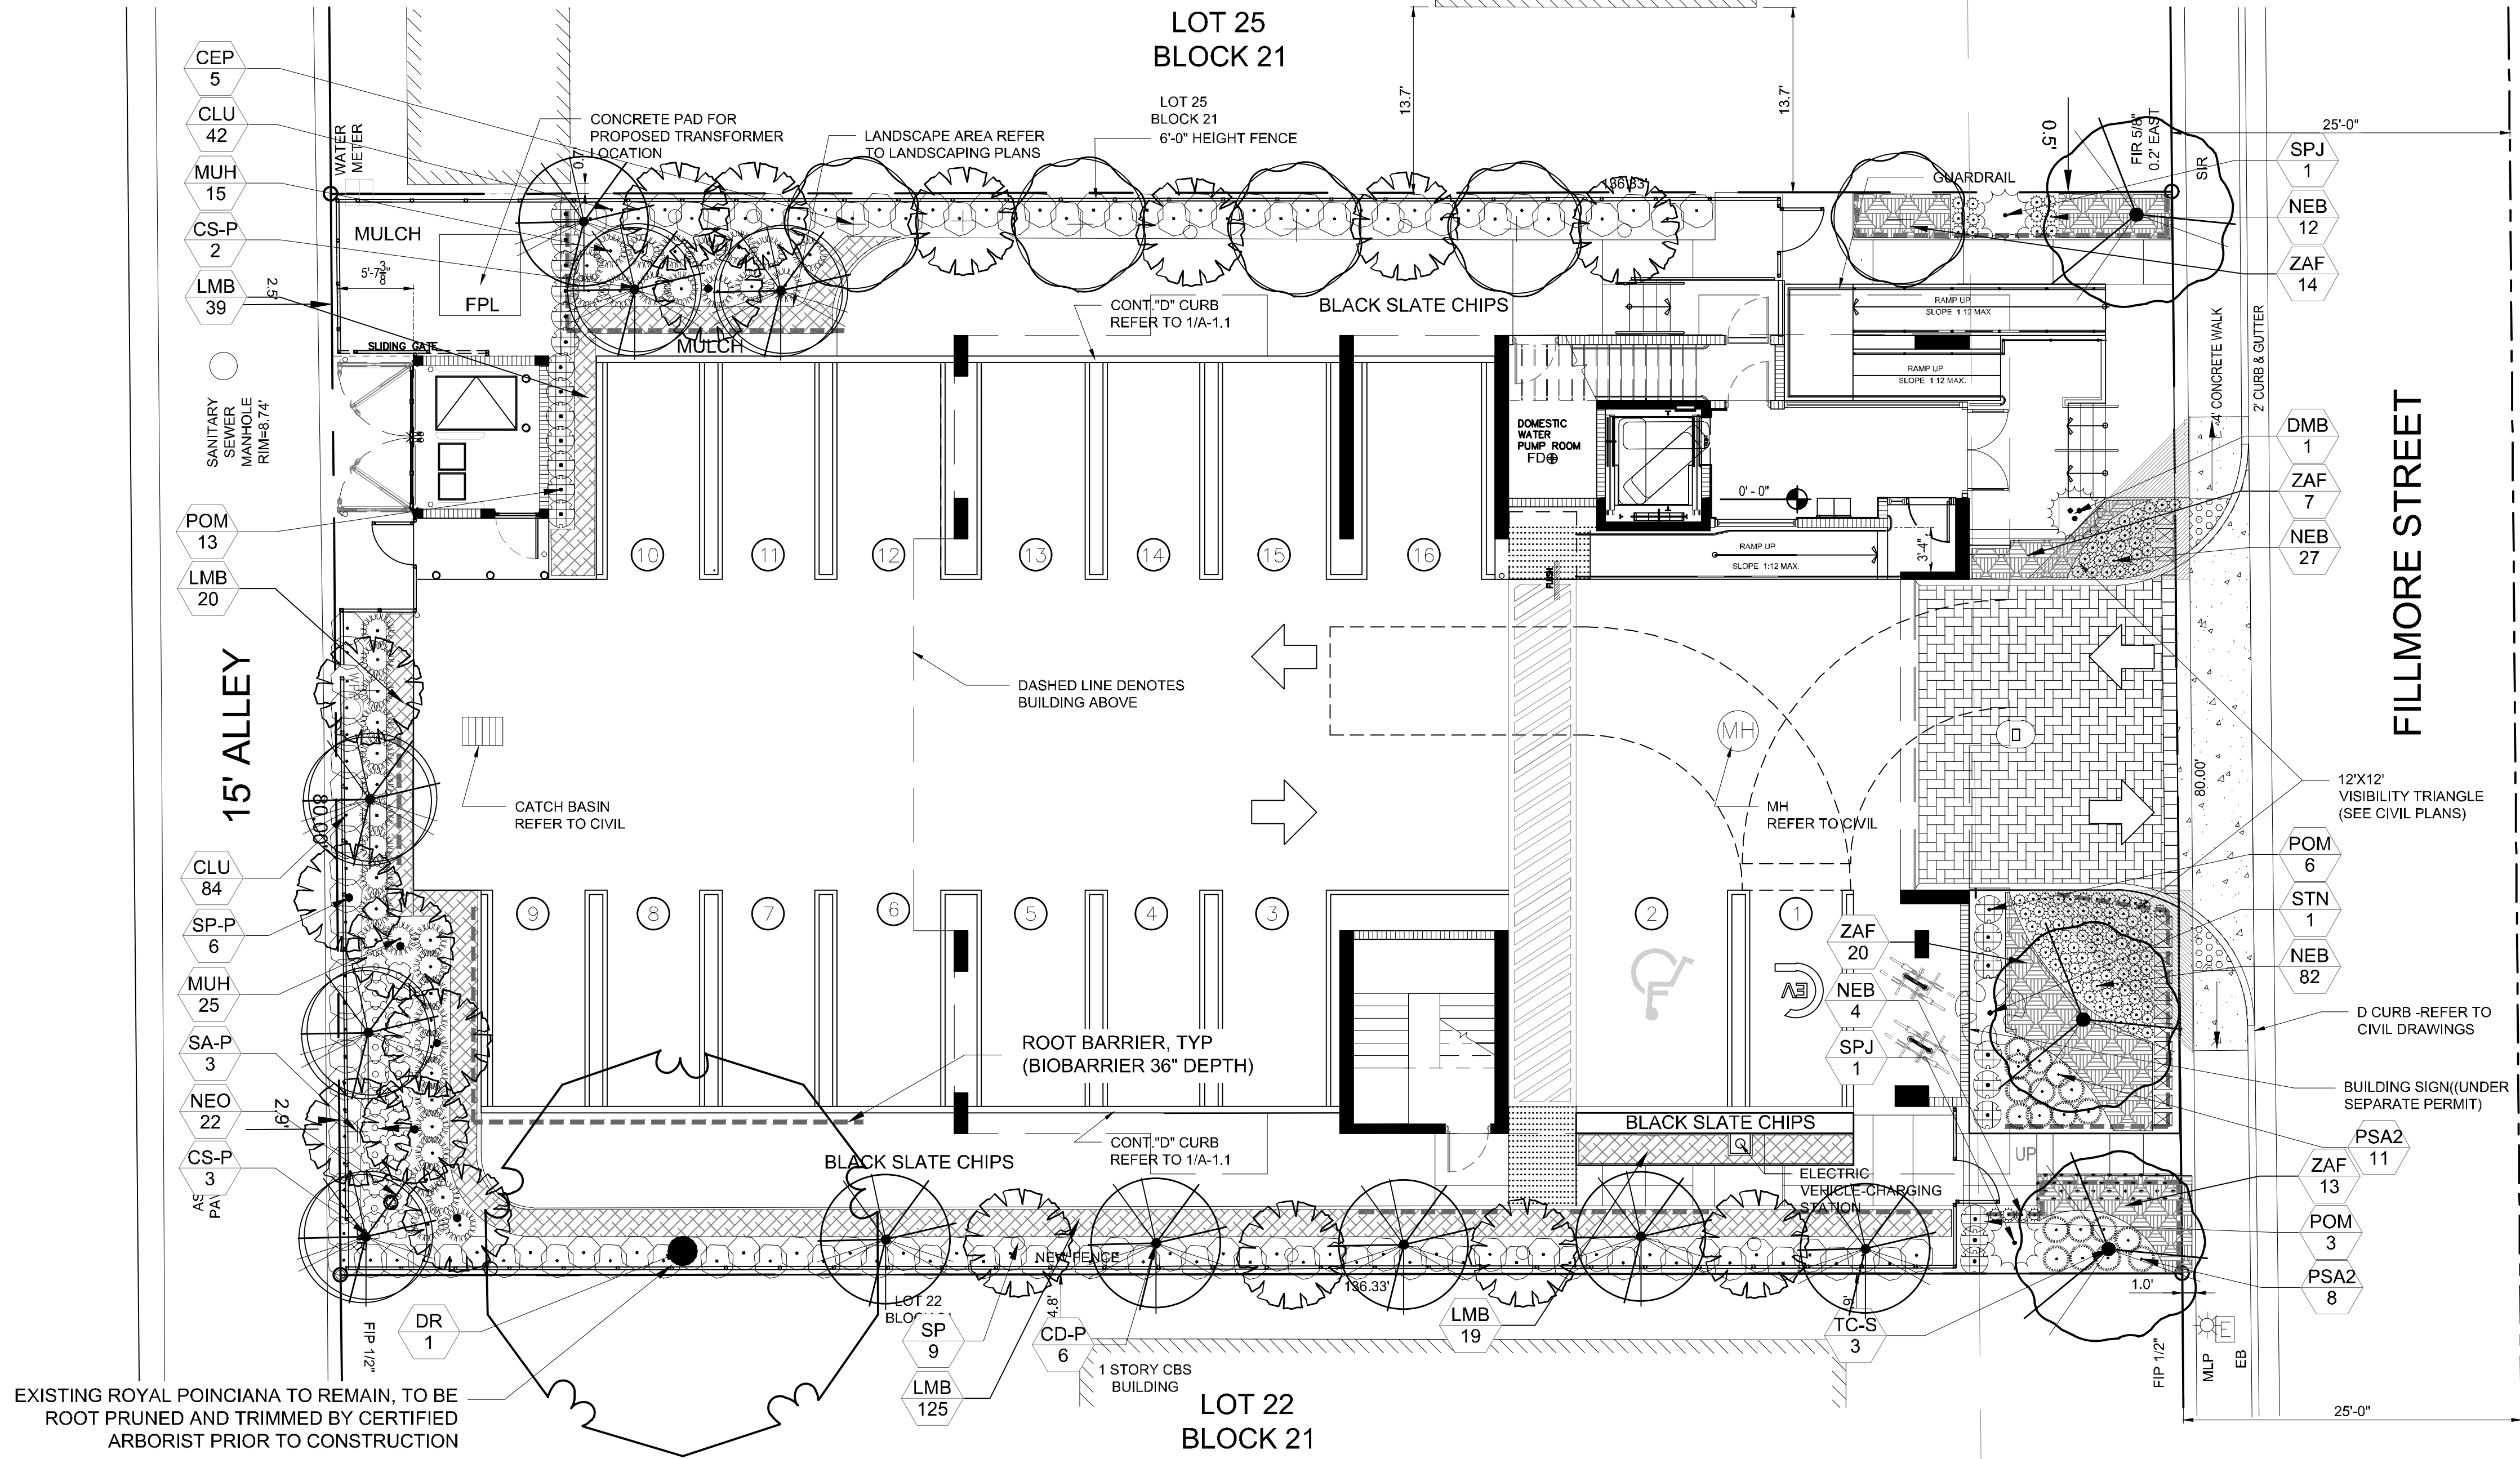 LOT 25
BLOCK 21
CEP
5
CLU
42
MUH
15
CS-P
2
LMB
39
WATER
METER
CONCRETE PAD FOR
PROPOSED TRANSFORMER
LOCATION
0.7'
LANDSCAPE AREA REFER
TO LANDSCAPING PLANS
LOT 25
BLOCK 21
6'-0" HEIGHT FENCE
13.7'
13.7'
136.33'
GUARDRAIL
0.5'
FIR 5/8"
0.2' EAST
SIR
25'-0"
SPJ
1
NEB
12
ZAF
14
MULCH
5'-7 3/8"
2.5'
FPL
SLIDING GATE
MULCH
CONT."D" CURB
REFER TO 1/A-1.1
BLACK SLATE CHIPS
RAMP UP
SLOPE 1:12 MAX.
RAMP UP
SLOPE 1:12 MAX.
4' CONCRETE WALK
2' CURB & GUTTER
SANITARY
SEWER
MANHOLE
RIM=8.74'
DOMESTIC
WATER
PUMP ROOM
FD
0' - 0"
DMB
1
ZAF
7
NEB
27
FILLMORE STREET
POM
13
LMB
20
10
11
12
13
14
15
16
RAMP UP
SLOPE 1:12 MAX.
3'-4"
FLUSH
15' ALLEY
80.00'
DASHED LINE DENOTES
BUILDING ABOVE
MH
CATCH BASIN
REFER TO CIVIL
MH
REFER TO CIVIL
80.00'
12'X12'
VISIBILITY TRIANGLE
(SEE CIVIL PLANS)
CLU
84
SP-P
6
MUH
25
SA-P
3
NEO
22
CS-P
3
2.9'
9
8
7
6
5
4
3
2
1
EV
ZAF
20
NEB
4
SPJ
1
POM
6
STN
1
NEB
82
D CURB -REFER TO
CIVIL DRAWINGS
BUILDING SIGN((UNDER
SEPARATE PERMIT)
PSA2
11
ZAF
13
POM
3
PSA2
8
ROOT BARRIER, TYP
(BIOBARRIER 36" DEPTH)
CONT."D" CURB
REFER TO 1/A-1.1
BLACK SLATE CHIPS
BLACK SLATE CHIPS
ELECTRIC
VEHICLE-CHARGING
STATION
UP
NEW FENCE
136.33'
4.8'
1.0'
DR
1
FIP 1/2"
LOT 22
SP
9
LMB
125
CD-P
6
LMB
19
TC-S
3
1 STORY CBS
BUILDING
LOT 22
BLOCK 21
FIP 1/2"
MLP
E
EB
25'-0"
EXISTING ROYAL POINCIANA TO REMAIN, TO BE
ROOT PRUNED AND TRIMMED BY CERTIFIED
ARBORIST PRIOR TO CONSTRUCTION